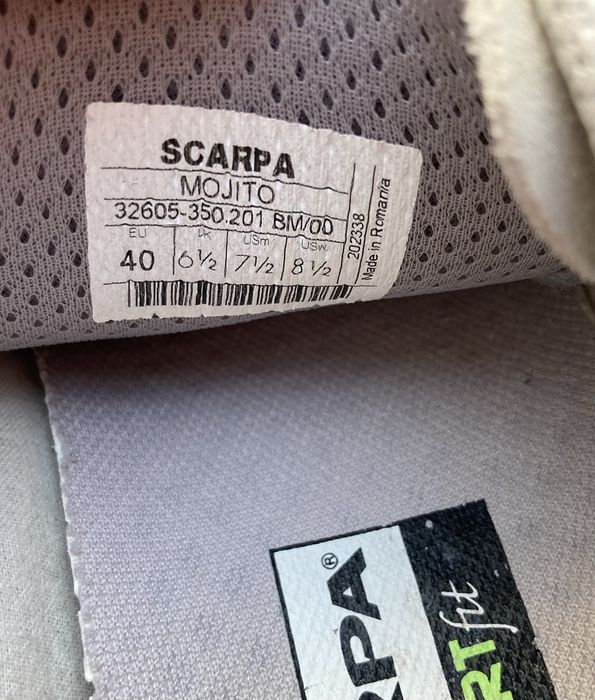 SCARPA
MOJITO
32605-350.201 BM/00
EU UK USm USw
40 6½ 7½ 8½
202338
Made in Romania
RPA®
RT fit